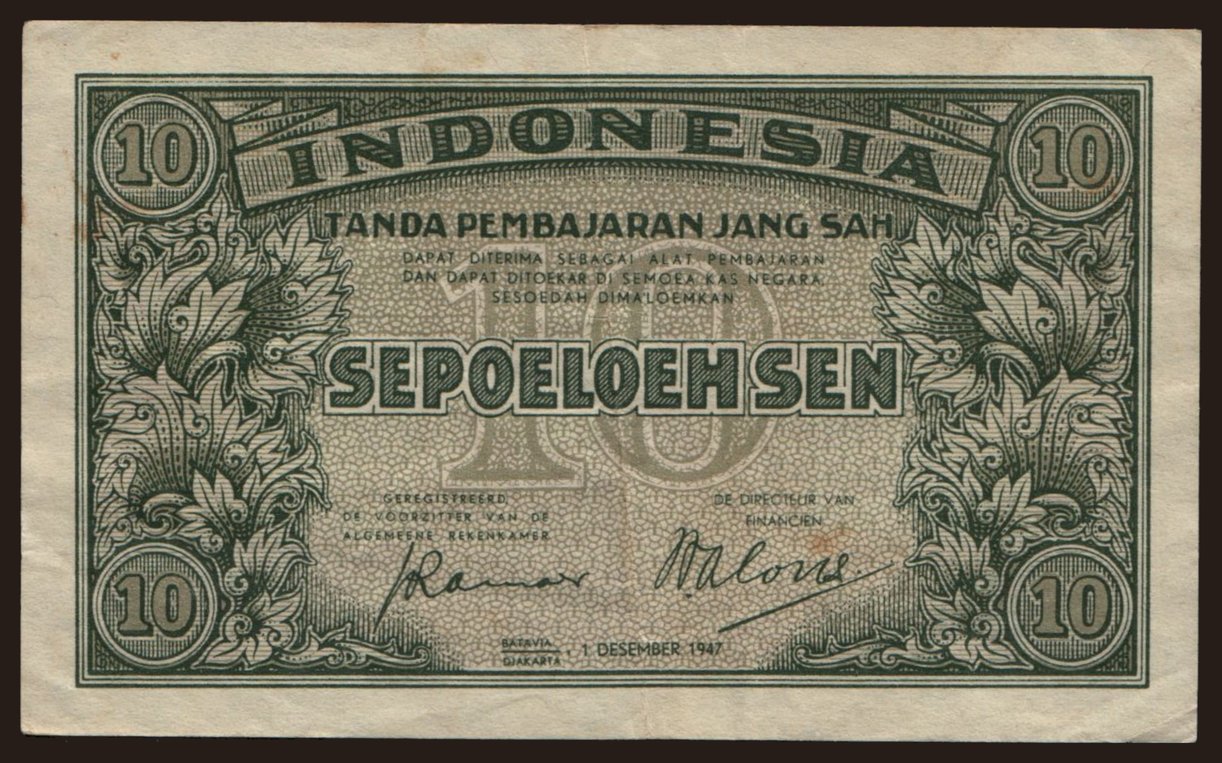 10 INDONESIA 10
TANDA PEMBAJARAN JANG SAH
DAPAT DITERIMA SEBAGAI ALAT PEMBAJARAN
DAN DAPAT DITOEKAR DI SEMOEA KAS NEGARA
SESOEDAH DIMALOEMKAN
10
SEPOELOEH SEN
GEREGISTREERD,
DE VOORZITTER VAN DE
ALGEMEENE REKENKAMER
DE DIRECTEUR VAN
FINANCIËN
10 10
BATAVIA
DJAKARTA, 1 DESEMBER 1947